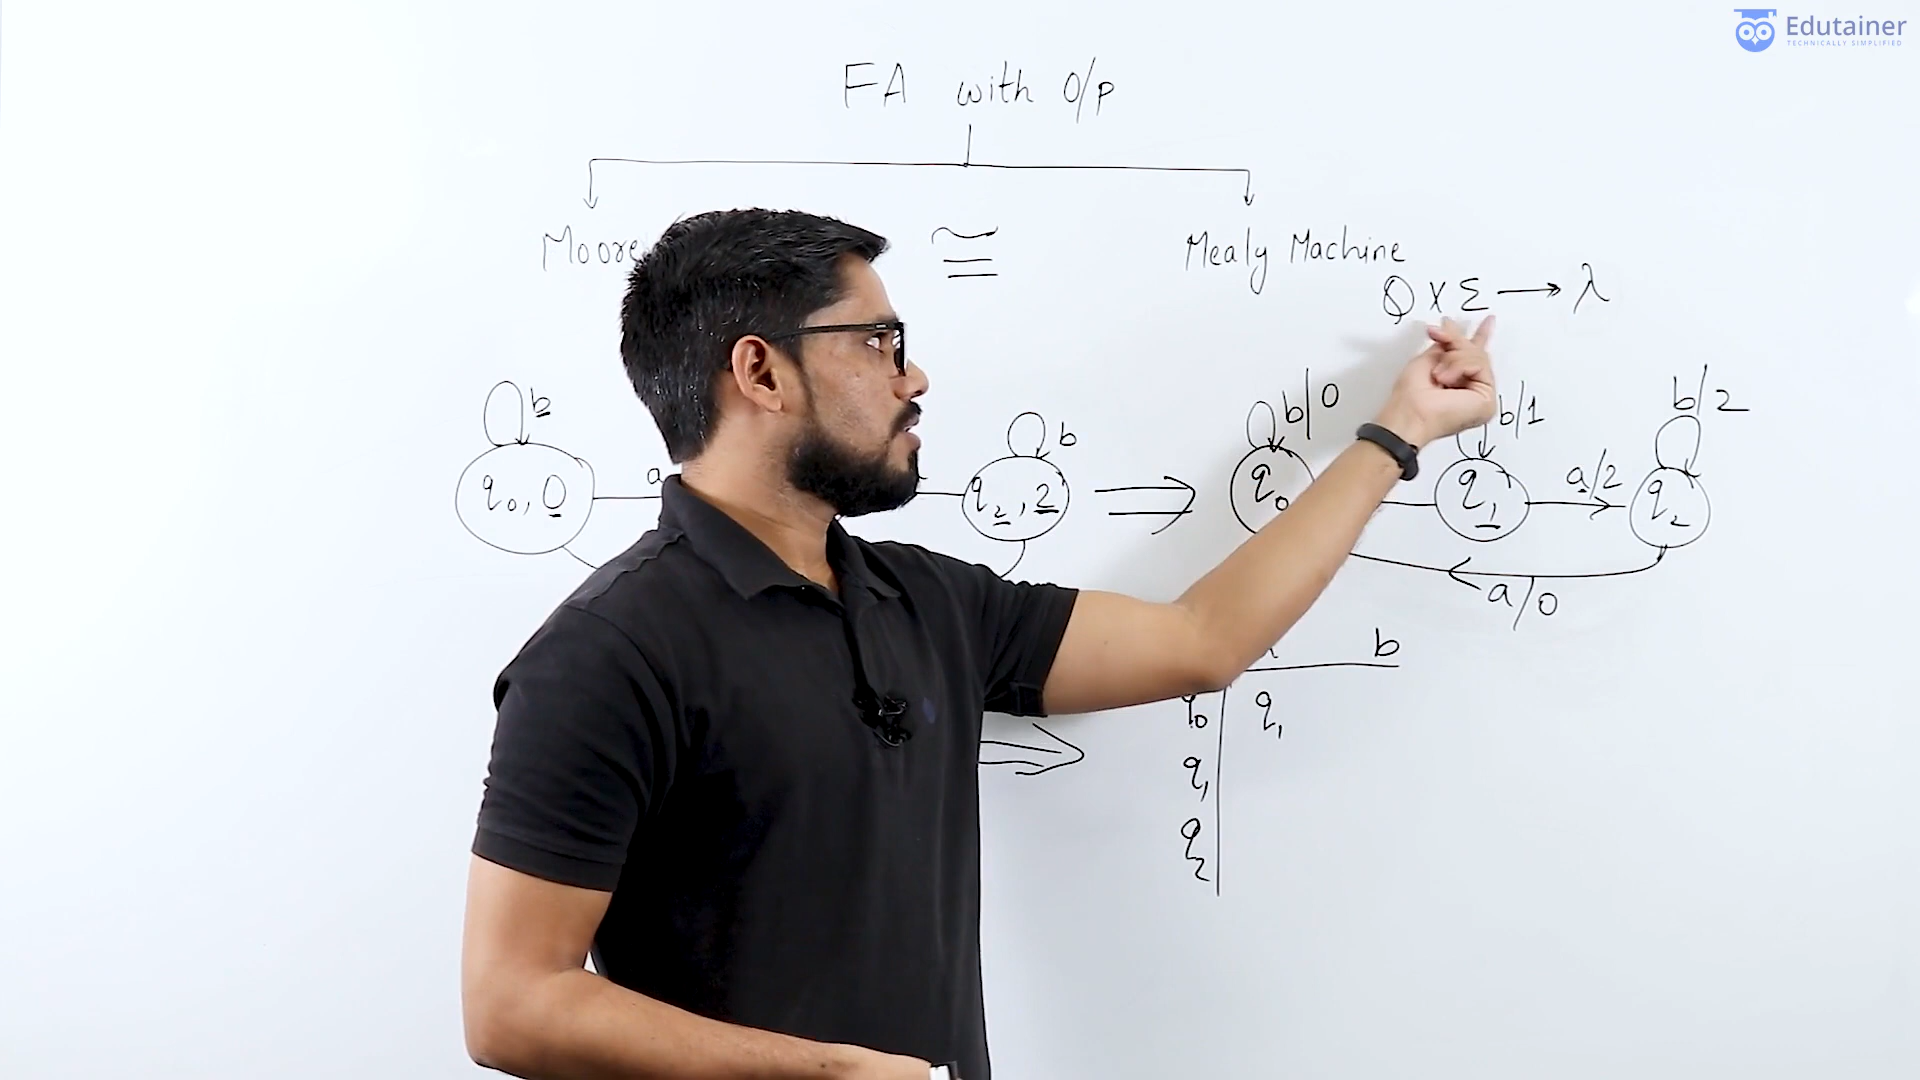 Edutainer
TECHNICALLY SIMPLIFIED
FA with O/P
Moore
≅
Mealy Machine
Q X Σ → λ
b
b
b/0
b/1
b/2
q₀, 0
a
q₂, 2
⇒
q₀
q₁
a/2
q₂
a/0
b
q₀ q₁
⇒
q₁
q₂